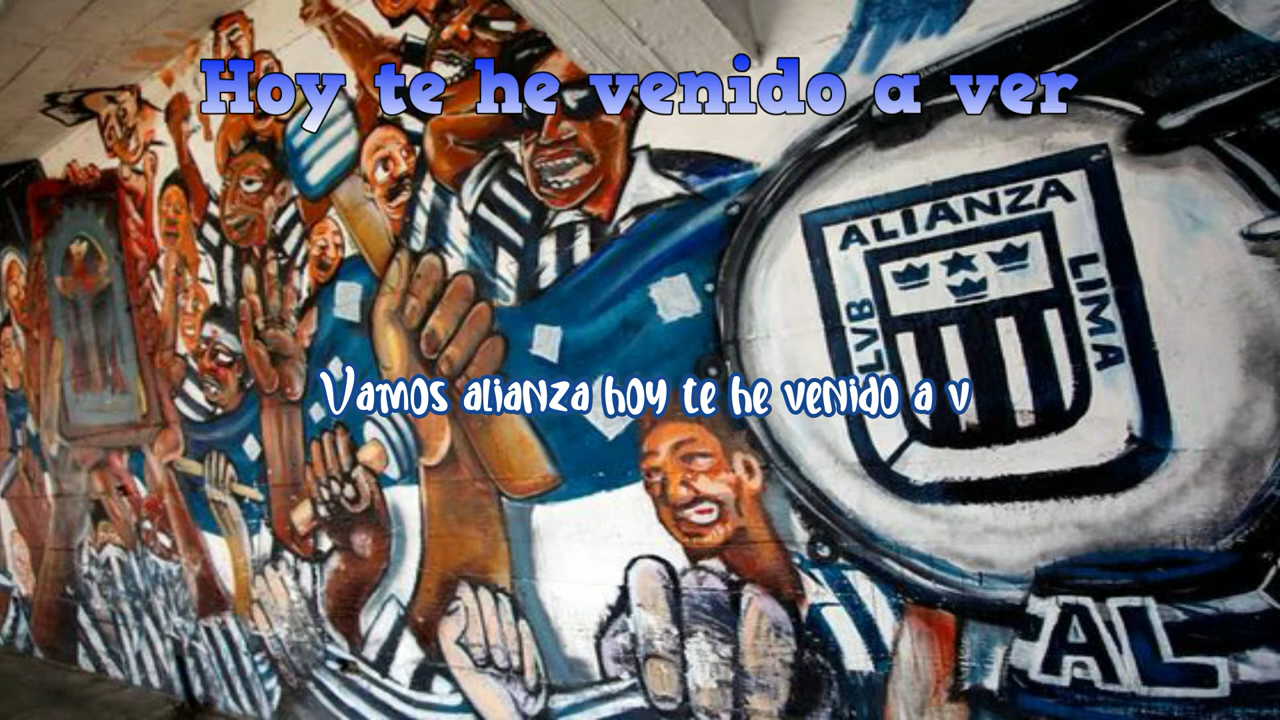 Hoy te he venido a ver
ALIANZA
LIMA
Vamos alianza hoy te he venido a v
AL